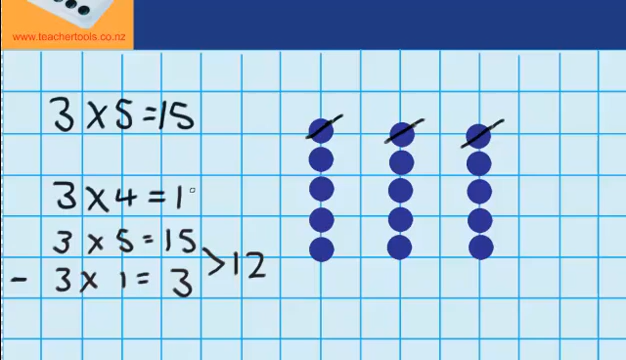 www.teachertools.co.nz
3 x 5 = 15
3 x 4 = 1
3 x 5 = 15
- 3 x 1 = 3 > 12